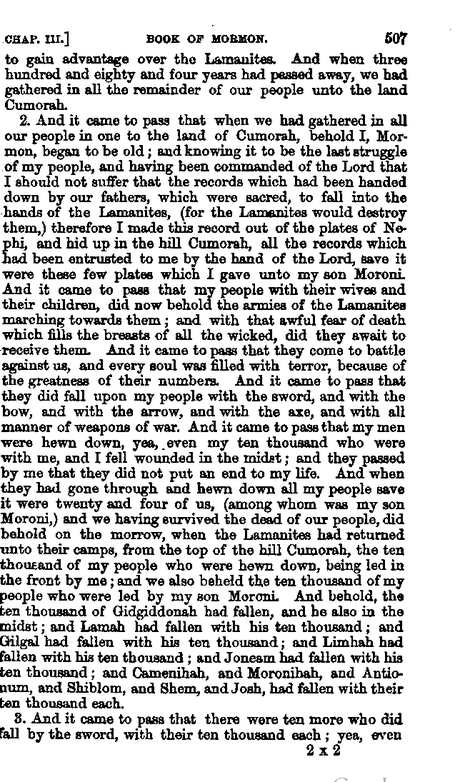 CHAP. III.] BOOK OF MORMON. 507
to gain advantage over the Lamanites. And when three
hundred and eighty and four years had passed away, we had
gathered in all the remainder of our people unto the land
Cumorah.
2. And it came to pass that when we had gathered in all
our people in one to the land of Cumorah, behold I, Mor-
mon, began to be old; and knowing it to be the last struggle
of my people, and having been commanded of the Lord that
I should not suffer that the records which had been handed
down by our fathers, which were sacred, to fall into the
hands of the Lamanites, (for the Lamanites would destroy
them,) therefore I made this record out of the plates of Ne-
phi, and hid up in the hill Cumorah, all the records which
had been entrusted to me by the hand of the Lord, save it
were these few plates which I gave unto my son Moroni.
And it came to pass that my people with their wives and
their children, did now behold the armies of the Lamanites
marching towards them; and with that awful fear of death
which fills the breasts of all the wicked, did they await to
receive them. And it came to pass that they come to battle
against us, and every soul was filled with terror, because of
the greatness of their numbers. And it came to pass that
they did fall upon my people with the sword, and with the
bow, and with the arrow, and with the axe, and with all
manner of weapons of war. And it came to pass that my men
were hewn down, yea, even my ten thousand who were
with me, and I fell wounded in the midst; and they passed
by me that they did not put an end to my life. And when
they had gone through and hewn down all my people save
it were twenty and four of us, (among whom was my son
Moroni,) and we having survived the dead of our people, did
behold on the morrow, when the Lamanites had returned
unto their camps, from the top of the hill Cumorah, the ten
thousand of my people who were hewn down, being led in
the front by me; and we also beheld the ten thousand of my
people who were led by my son Moroni. And behold, the
ten thousand of Gidgiddonah had fallen, and he also in the
midst; and Lamah had fallen with his ten thousand; and
Gilgal had fallen with his ten thousand; and Limhah had
fallen with his ten thousand; and Joneam had fallen with his
ten thousand; and Camenihah, and Moronihah, and Antio-
num, and Shiblom, and Shem, and Josh, had fallen with their
ten thousand each.
3. And it came to pass that there were ten more who did
fall by the sword, with their ten thousand each; yea, even
2 x 2